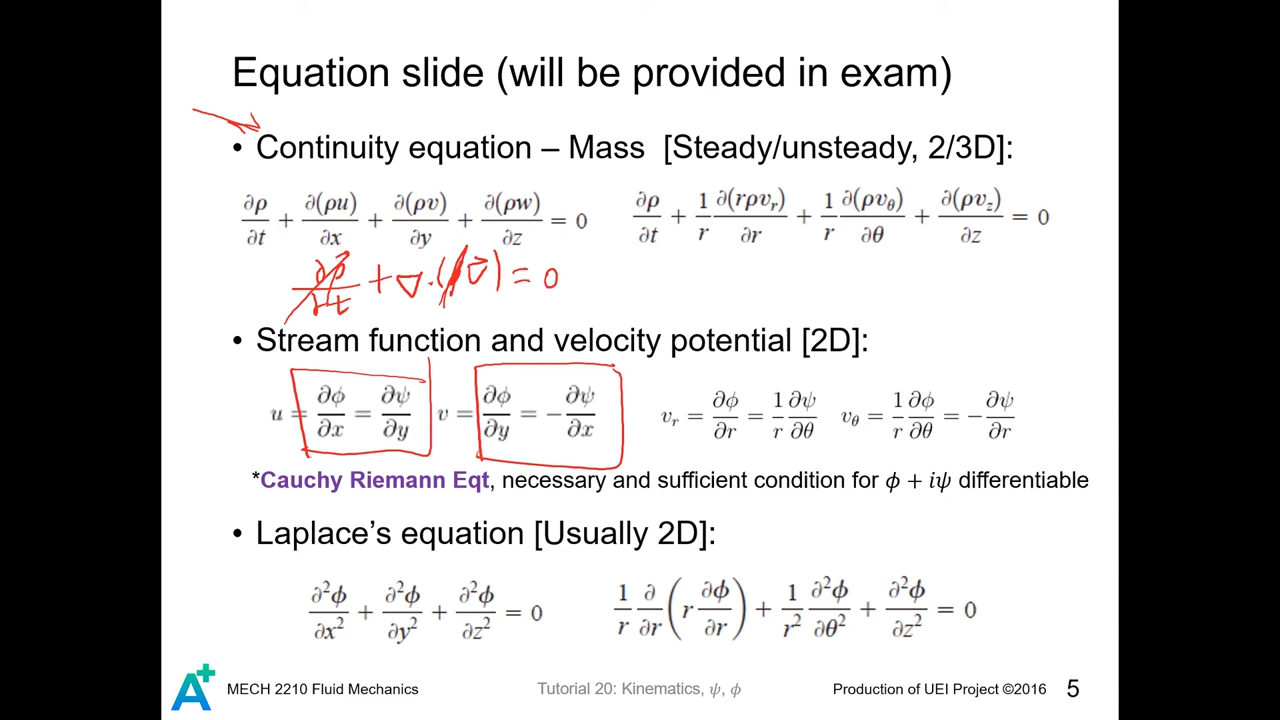 Equation slide (will be provided in exam)
• Continuity equation – Mass [Steady/unsteady, 2/3D]:
∂ρ/∂t + ∂(ρu)/∂x + ∂(ρv)/∂y + ∂(ρw)/∂z = 0
∂ρ/∂t + 1/r ∂(rρv_r)/∂r + 1/r ∂(ρv_θ)/∂θ + ∂(ρv_z)/∂z = 0
∂ρ/∂t + ∇·(ρv⃗) = 0
• Stream function and velocity potential [2D]:
u = ∂ϕ/∂x = ∂ψ/∂y v = ∂ϕ/∂y = −∂ψ/∂x
v_r = ∂ϕ/∂r = 1/r ∂ψ/∂θ v_θ = 1/r ∂ϕ/∂θ = −∂ψ/∂r
*Cauchy Riemann Eqt, necessary and sufficient condition for ϕ + iψ differentiable
• Laplace’s equation [Usually 2D]:
∂²ϕ/∂x² + ∂²ϕ/∂y² + ∂²ϕ/∂z² = 0
1/r ∂/∂r (r ∂ϕ/∂r) + 1/r² ∂²ϕ/∂θ² + ∂²ϕ/∂z² = 0
A+ MECH 2210 Fluid Mechanics
Tutorial 20: Kinematics, ψ, ϕ
Production of UEI Project ©2016 5